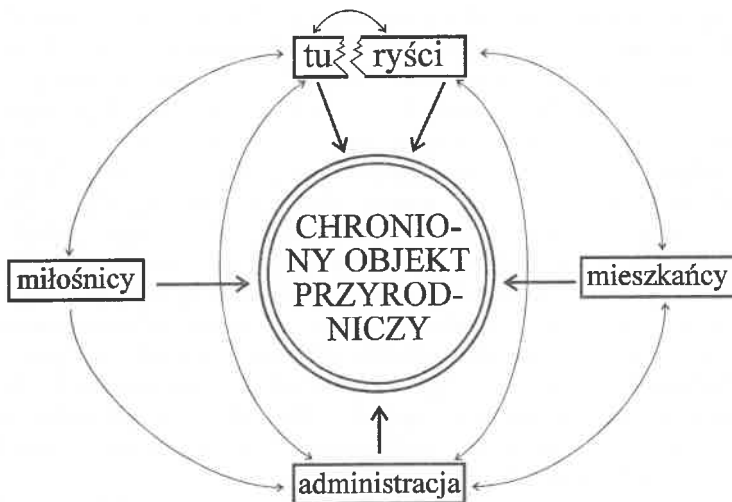 tu ryści
CHRONIO-
NY OBJEKT
PRZYROD-
NICZY
miłośnicy
mieszkańcy
administracja